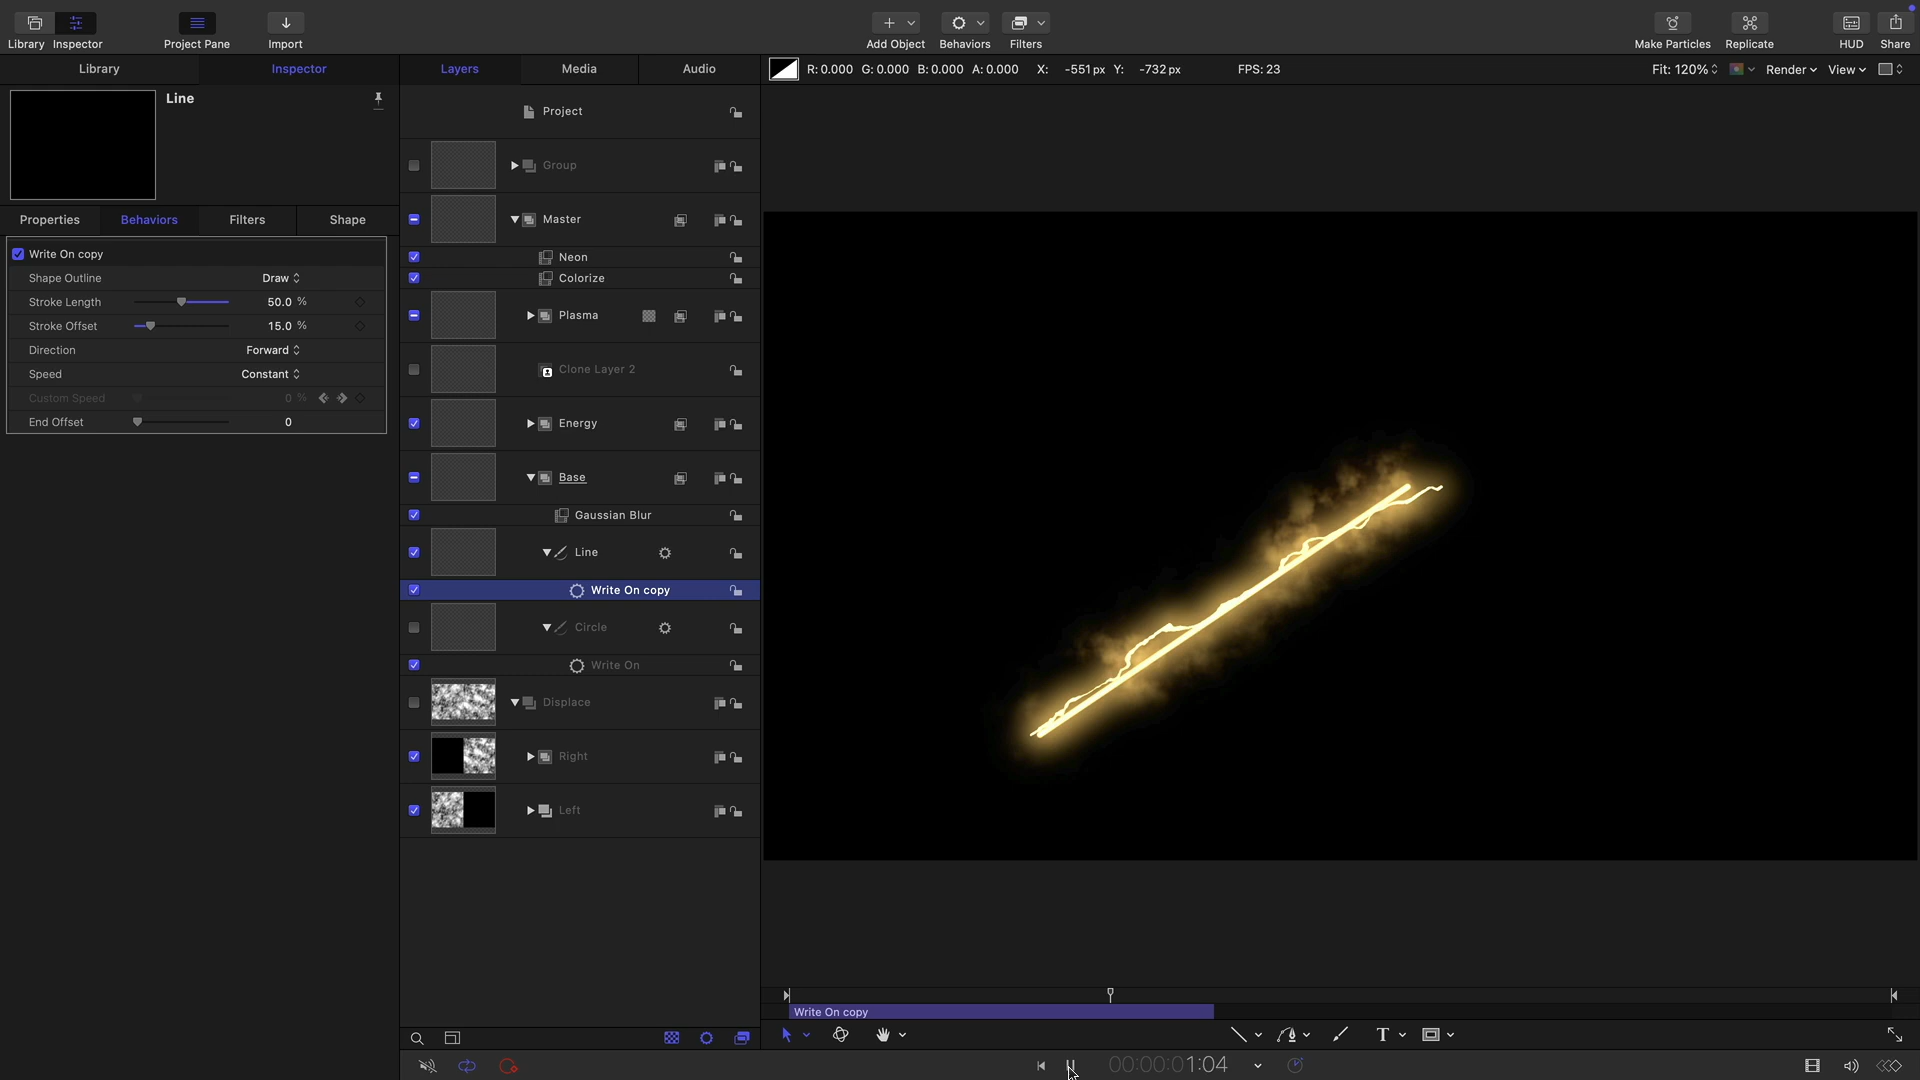 Library Inspector Project Pane Import Add Object Behaviors Filters Make Particles Replicate HUD Share
Library Inspector Layers Media Audio R: 0.000 G: 0.000 B: 0.000 A: 0.000 X: -551 px Y: -732 px FPS: 23 Fit: 120% Render View
Line
Project
Group
Properties Behaviors Filters Shape
Master
Write On copy
Neon
Shape Outline Draw
Colorize
Stroke Length 50.0 %
Plasma
Stroke Offset 15.0 %
Direction Forward
Speed Constant
Clone Layer 2
Custom Speed 0 %
End Offset 0
Energy
Base
Gaussian Blur
Line
Write On copy
Circle
Write On
Displace
Right
Left
Write On copy
T
00:00:01:04